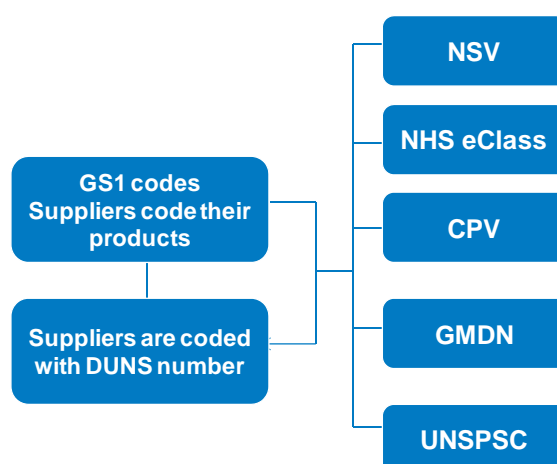 NSV
NHS eClass
GS1 codes
Suppliers code their
products
CPV
Suppliers are coded
with DUNS number
GMDN
UNSPSC